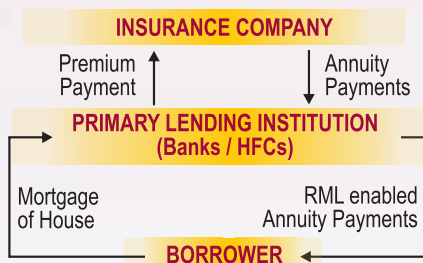 INSURANCE COMPANY
Premium
Payment
Annuity
Payments
PRIMARY LENDING INSTITUTION
(Banks / HFCs)
Mortgage
of House
RML enabled
Annuity Payments
BORROWER